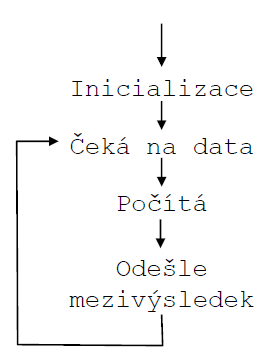 Inicializace
Čeká na data
Počítá
Odešle
mezivýsledek